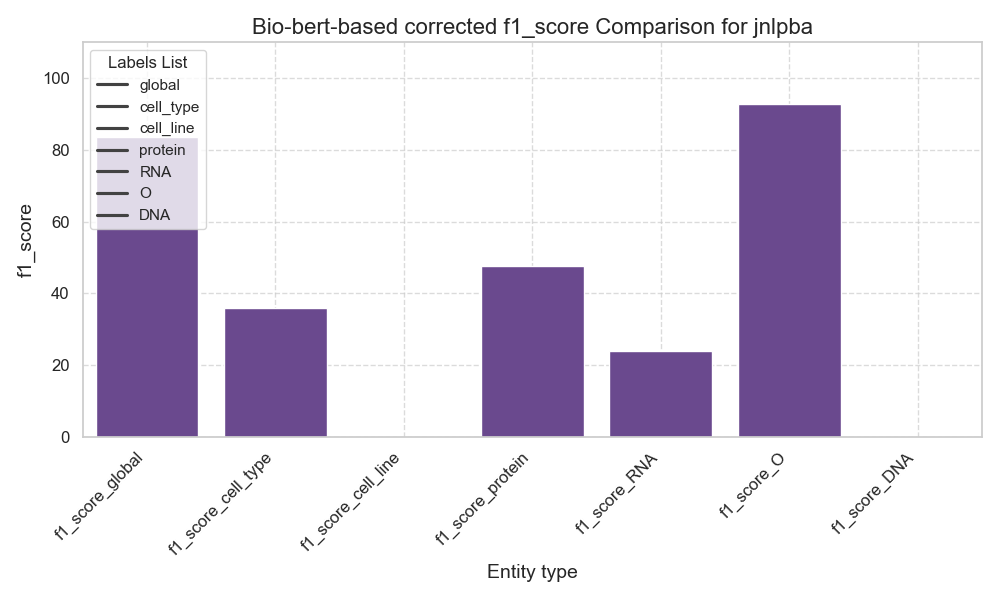 Bio-bert-based corrected f1_score Comparison for jnlpba
Labels List
global
cell_type
cell_line
protein
RNA
O
DNA
f1_score
100
80
60
40
20
0
f1_score_global
f1_score_cell_type
f1_score_cell_line
f1_score_protein
f1_score_RNA
f1_score_O
f1_score_DNA
Entity type